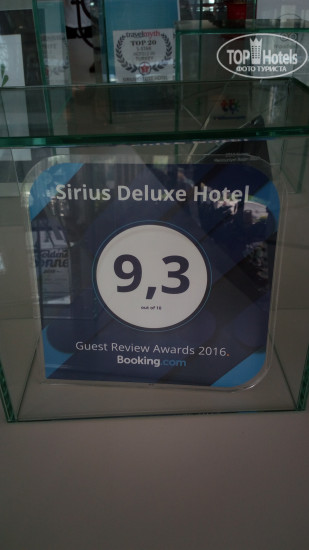 TOP Hotels
ФОТО ТУРИСТА
travelmyth
TOP 20
Sirius Deluxe Hotel
9,3
out of 10
Guest Review Awards 2016.
Booking.com